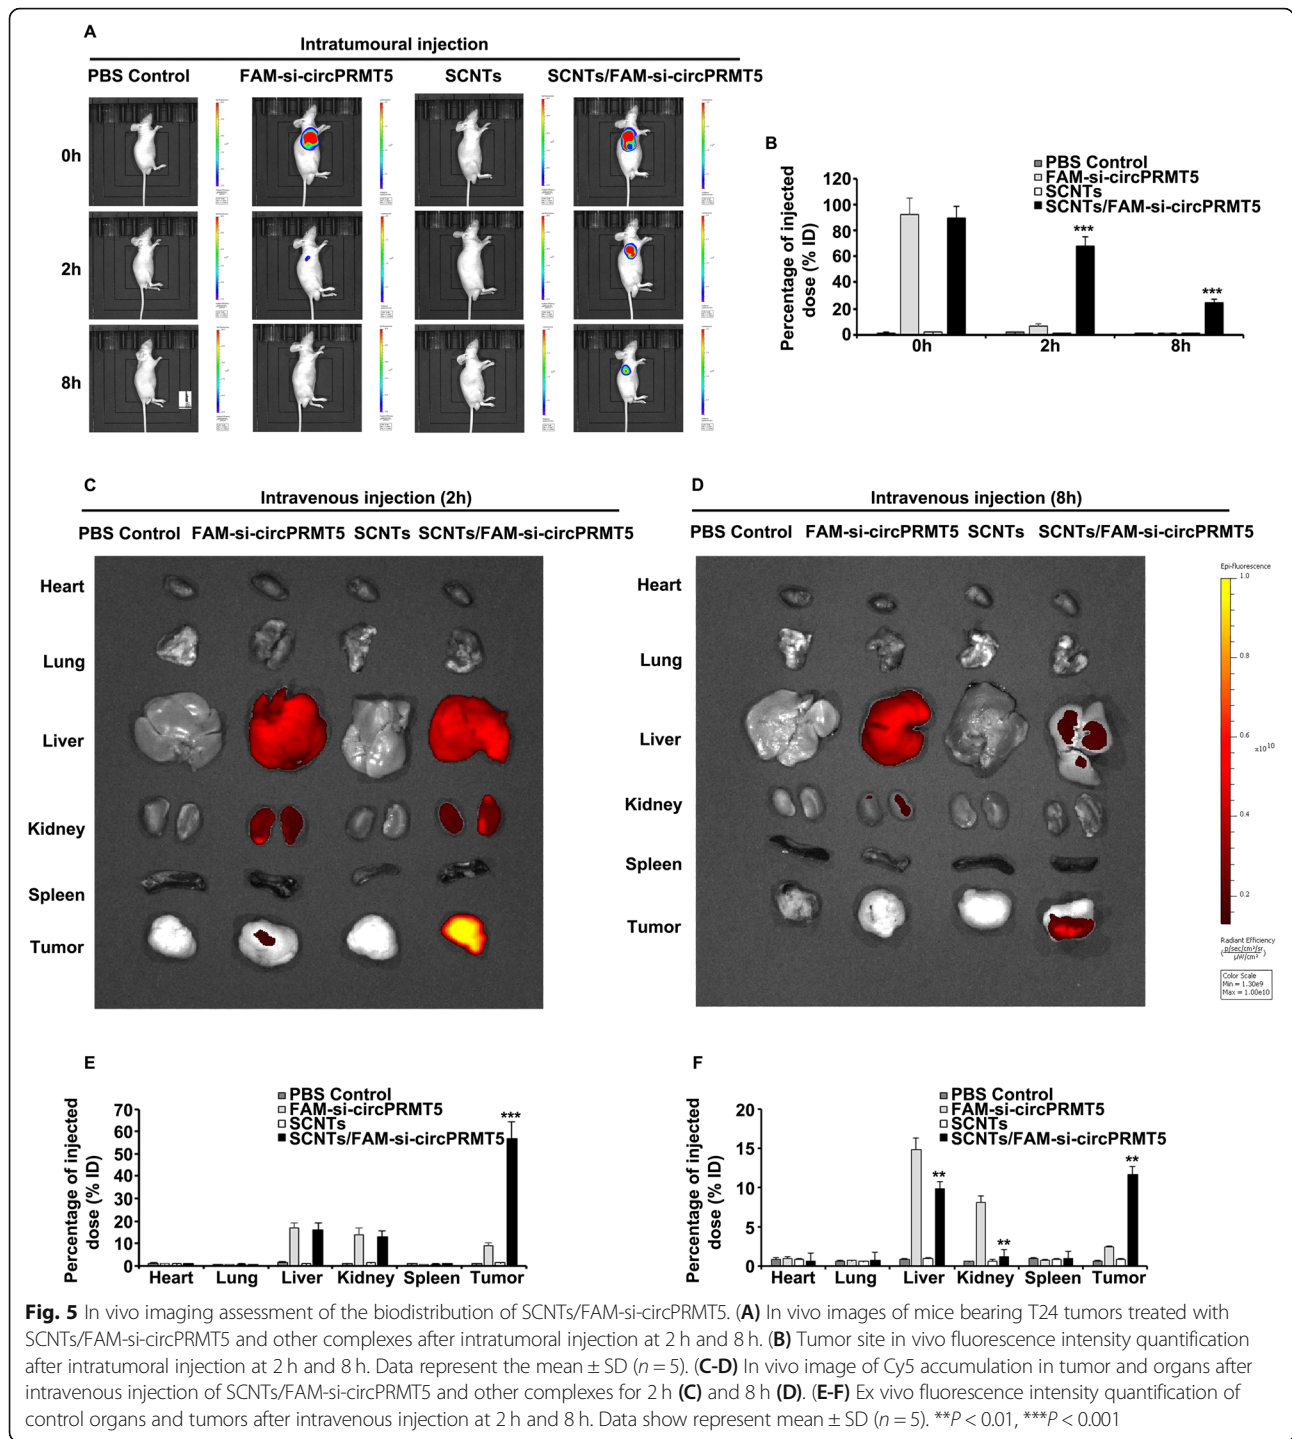 A
Intratumoural injection
PBS Control FAM-si-circPRMT5 SCNTs SCNTs/FAM-si-circPRMT5
0h
2h
8h
B
PBS Control
FAM-si-circPRMT5
SCNTs
SCNTs/FAM-si-circPRMT5
Percentage of injected
dose (% ID)
120
100
80
60
40
20
0
***
***
0h 2h 8h
C
Intravenous injection (2h)
PBS Control FAM-si-circPRMT5 SCNTs SCNTs/FAM-si-circPRMT5
Heart
Lung
Liver
Kidney
Spleen
Tumor
D
Intravenous injection (8h)
PBS Control FAM-si-circPRMT5 SCNTs SCNTs/FAM-si-circPRMT5
Heart
Lung
Liver
Kidney
Spleen
Tumor
Epi-fluorescence
1.0
0.8
0.6
x10^10
0.4
0.2
Radiant Efficiency
(p/sec/cm²/sr / µW/cm²)
Color Scale
Min = 1.30e9
Max = 1.00e10
E
PBS Control
FAM-si-circPRMT5
SCNTs
SCNTs/FAM-si-circPRMT5
Percentage of injected
dose (% ID)
70
60
50
40
30
20
10
0
***
Heart Lung Liver Kidney Spleen Tumor
F
PBS Control
FAM-si-circPRMT5
SCNTs
SCNTs/FAM-si-circPRMT5
Percentage of injected
dose (% ID)
20
15
10
5
0
**
**
**
Heart Lung Liver Kidney Spleen Tumor
Fig. 5 In vivo imaging assessment of the biodistribution of SCNTs/FAM-si-circPRMT5. (A) In vivo images of mice bearing T24 tumors treated with
SCNTs/FAM-si-circPRMT5 and other complexes after intratumoral injection at 2 h and 8 h. (B) Tumor site in vivo fluorescence intensity quantification
after intratumoral injection at 2 h and 8 h. Data represent the mean ± SD (n = 5). (C-D) In vivo image of Cy5 accumulation in tumor and organs after
intravenous injection of SCNTs/FAM-si-circPRMT5 and other complexes for 2 h (C) and 8 h (D). (E-F) Ex vivo fluorescence intensity quantification of
control organs and tumors after intravenous injection at 2 h and 8 h. Data show represent mean ± SD (n = 5). **P < 0.01, ***P < 0.001